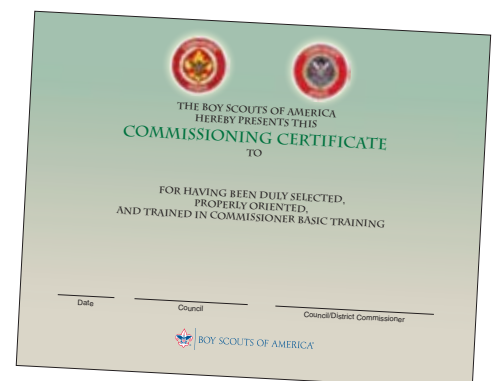 THE BOY SCOUTS OF AMERICA
HEREBY PRESENTS THIS
COMMISSIONING CERTIFICATE
TO
FOR HAVING BEEN DULY SELECTED,
PROPERLY ORIENTED,
AND TRAINED IN COMMISSIONER BASIC TRAINING
Date Council Council/District Commissioner
BOY SCOUTS OF AMERICA®